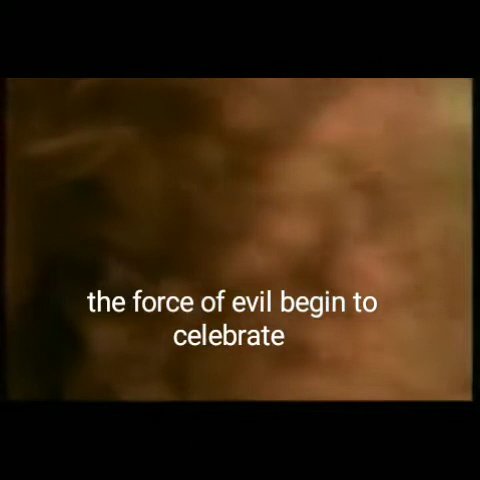 the force of evil begin to
celebrate